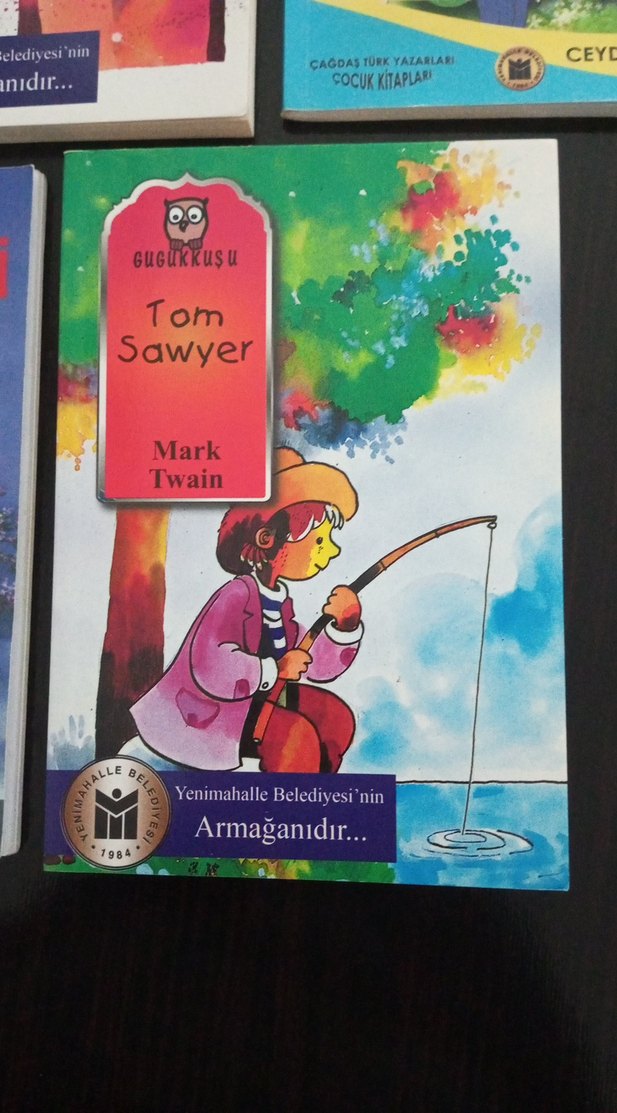 Belediyesi'nin
anıdır...
ÇAĞDAŞ TÜRK YAZARLARI
ÇOCUK KİTAPLARI
CEYD
GUGUKKUŞU
Tom
Sawyer
Mark
Twain
YENİMAHALLE BELEDİYESİ
• 1984 •
Yenimahalle Belediyesi'nin
Armağanıdır...